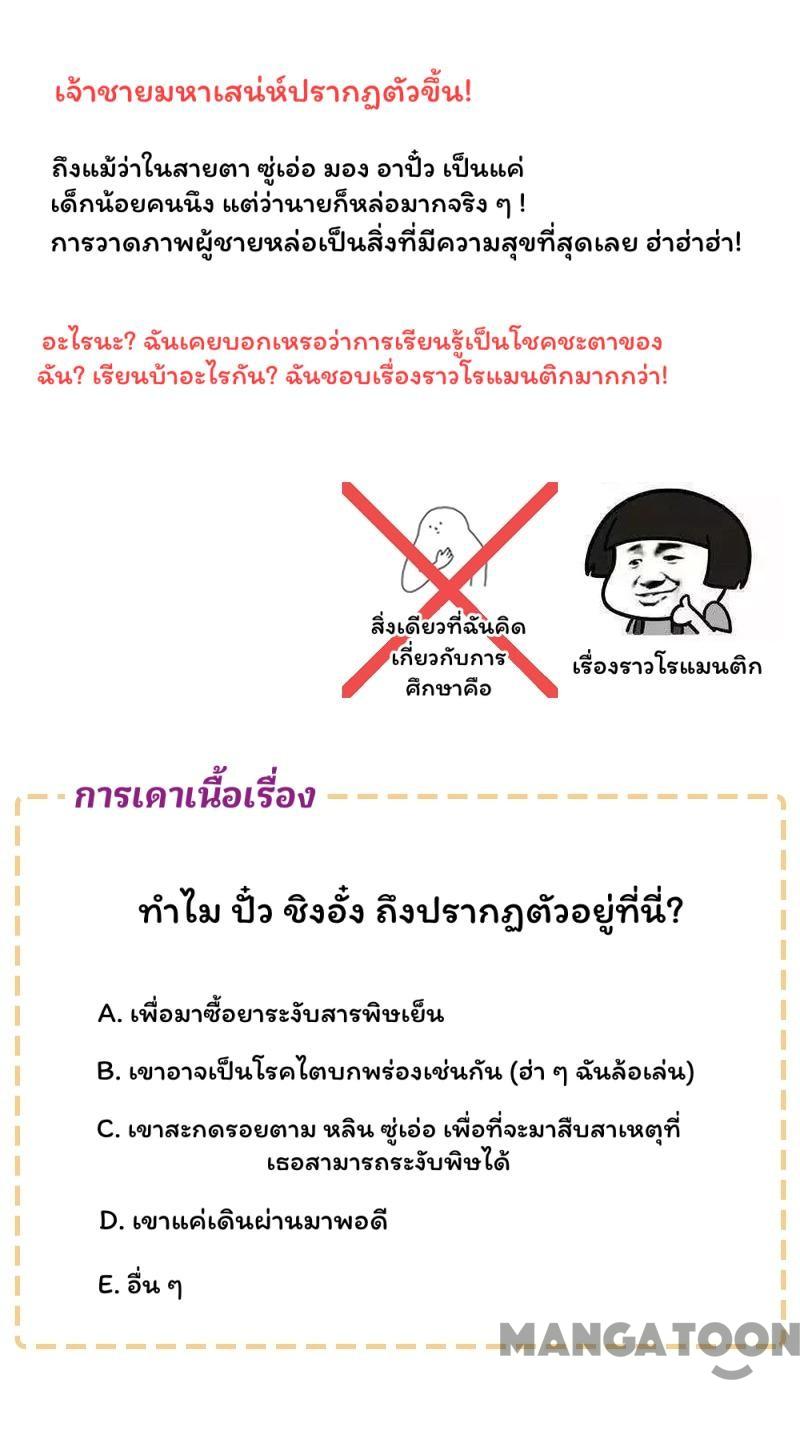 เจ้าชายมหาเสน่ห์ปรากฏตัวขึ้น!
ถึงแม้ว่าในสายตา ซู่เอ่อ มอง อาปั๋ว เป็นแค่
เด็กน้อยคนนึง แต่ว่านายก็หล่อมากจริง ๆ !
การวาดภาพผู้ชายหล่อเป็นสิ่งที่มีความสุขที่สุดเลย ฮ่าฮ่าฮ่า!
อะไรนะ? ฉันเคยบอกเหรอว่าการเรียนรู้เป็นโชคชะตาของ
ฉัน? เรียนบ้าอะไรกัน? ฉันชอบเรื่องราวโรแมนติกมากกว่า!
สิ่งเดียวที่ฉันคิด
เกี่ยวกับการ
ศึกษาคือ
เรื่องราวโรแมนติก
การเดาเนื้อเรื่อง
ทำไม ปั๋ว ชิงอั๋ง ถึงปรากฏตัวอยู่ที่นี่?
A. เพื่อมาซื้อยาระงับสารพิษเย็น
B. เขาอาจเป็นโรคไตบกพร่องเช่นกัน (ฮ่า ๆ ฉันล้อเล่น)
C. เขาสะกดรอยตาม หลิน ซู่เอ่อ เพื่อที่จะมาสืบสาเหตุที่
เธอสามารถระงับพิษได้
D. เขาแค่เดินผ่านมาพอดี
E. อื่น ๆ
MANGATOON